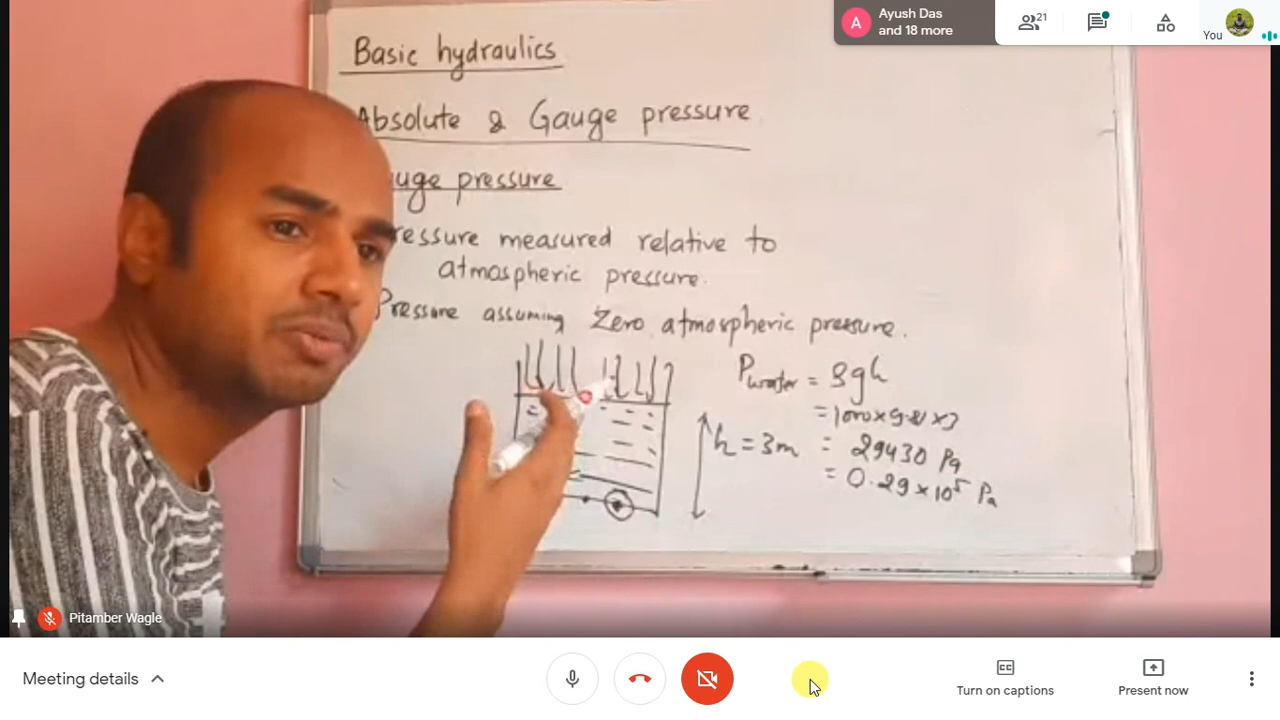 Ayush Das
and 18 more
A
21
You
Basic hydraulics
Absolute & Gauge pressure
uge pressure
ressure measured relative to
atmospheric pressure.
Pressure assuming Zero atmospheric pressure.
Pwater = ρgh
= 1000 × 9.81 × 3
h = 3m = 29430 Pa
= 0.29 × 10⁵ Pa
Pitamber Wagle
Meeting details
CC
Turn on captions
Present now